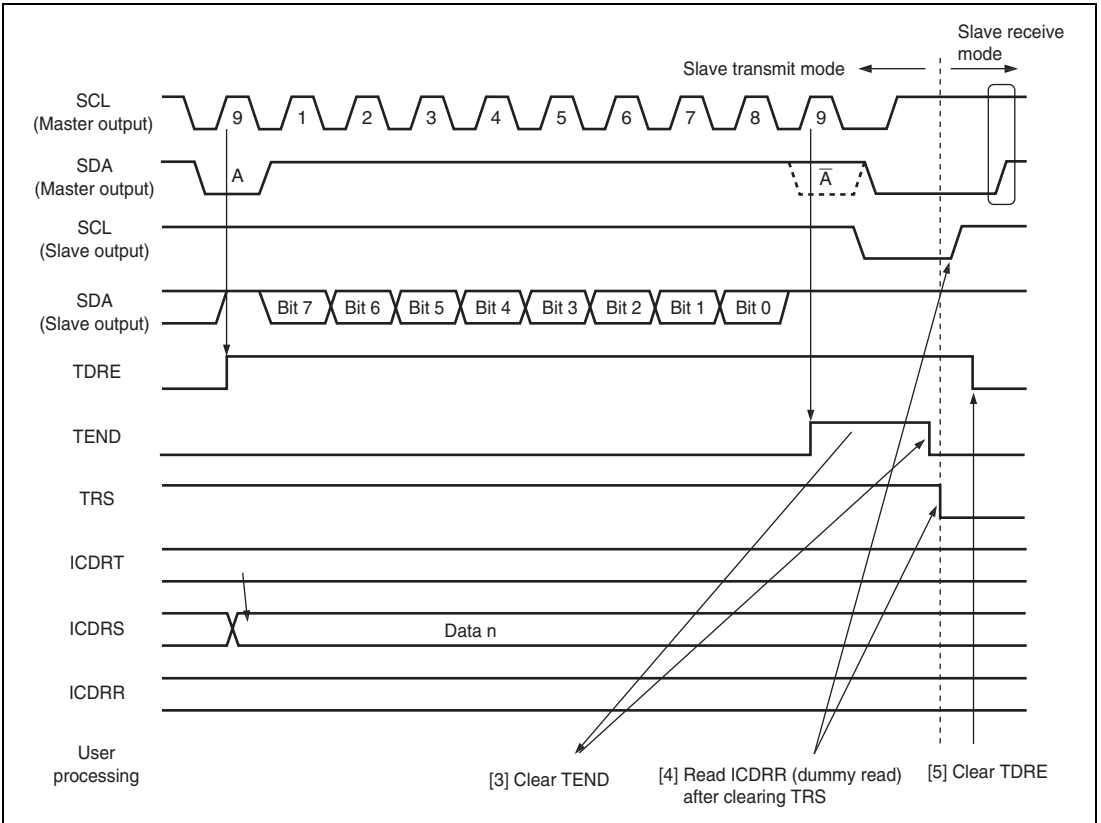 Slave receive
mode
Slave transmit mode
SCL
(Master output)
9 1 2 3 4 5 6 7 8 9
SDA
(Master output)
A A̅
SCL
(Slave output)
SDA
(Slave output)
Bit 7 Bit 6 Bit 5 Bit 4 Bit 3 Bit 2 Bit 1 Bit 0
TDRE
TEND
TRS
ICDRT
ICDRS
Data n
ICDRR
User
processing
[3] Clear TEND
[4] Read ICDRR (dummy read)
after clearing TRS
[5] Clear TDRE